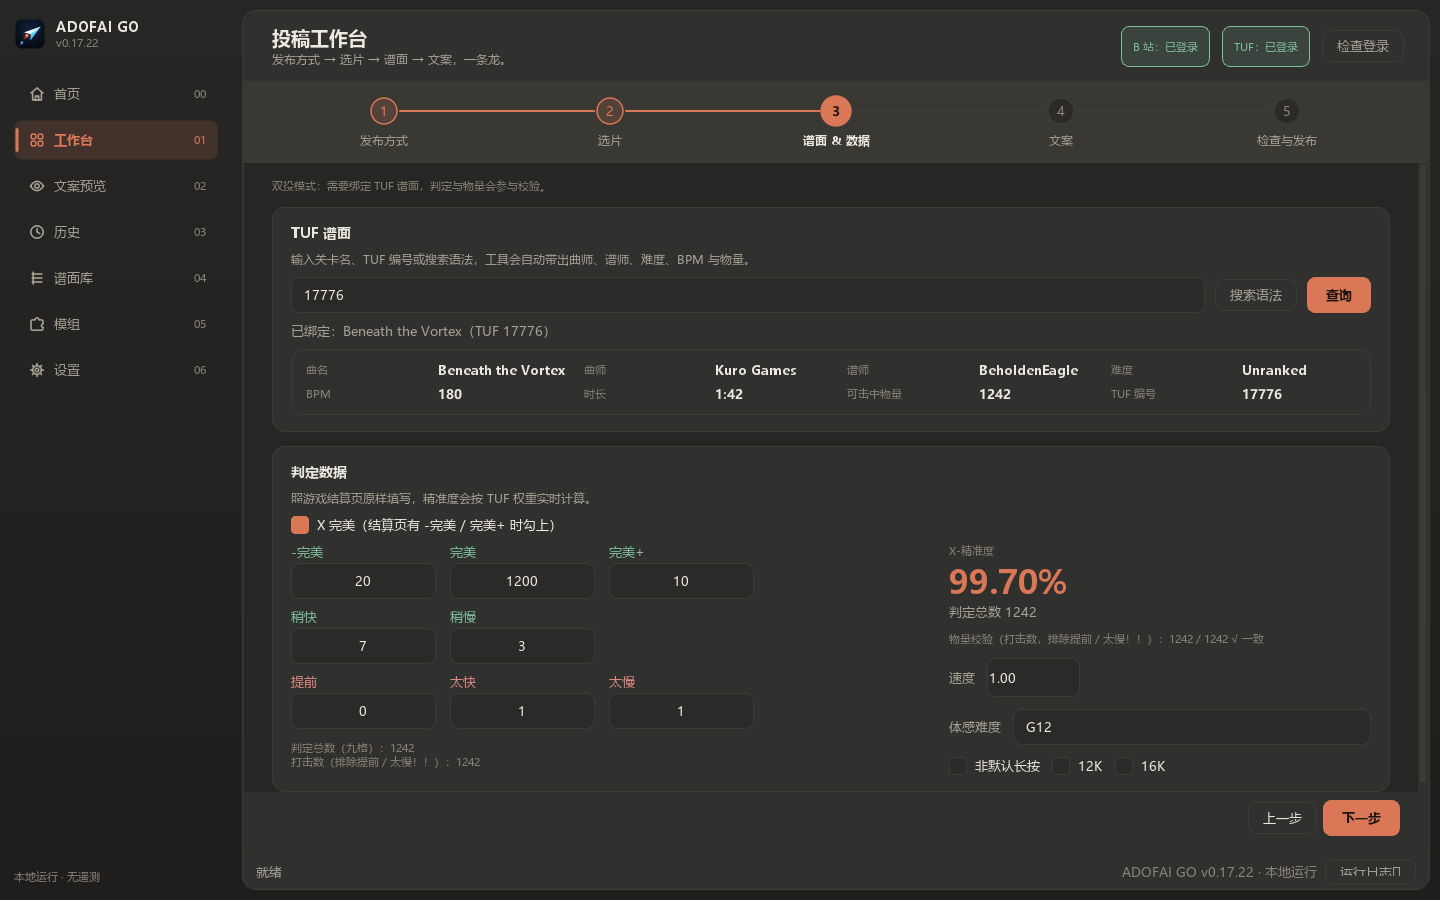 ADOFAI GO
v0.17.22
首页 00
工作台 01
文案预览 02
历史 03
谱面库 04
模组 05
设置 06
本地运行 · 无遥测
投稿工作台
发布方式 → 选片 → 谱面 → 文案，一条龙。
B 站：已登录
TUF：已登录
检查登录
1 2 3 4 5
发布方式 选片 谱面 & 数据 文案 检查与发布
双投模式：需要绑定 TUF 谱面，判定与物量会参与校验。
TUF 谱面
输入关卡名、TUF 编号或搜索语法，工具会自动带出曲师、谱师、难度、BPM 与物量。
17776 搜索语法 查询
已绑定：Beneath the Vortex（TUF 17776）
曲名 Beneath the Vortex 曲师 Kuro Games 谱师 BeholdenEagle 难度 Unranked
BPM 180 时长 1:42 可击中物量 1242 TUF 编号 17776
判定数据
照游戏结算页原样填写，精准度会按 TUF 权重实时计算。
X 完美（结算页有 -完美 / 完美+ 时勾上）
-完美 完美 完美+
20 1200 10
稍快 稍慢
7 3
提前 太快 太慢
0 1 1
判定总数（九格）：1242
打击数（排除提前 / 太慢！！）：1242
X-精准度
99.70%
判定总数 1242
物量校验（打击数，排除提前 / 太慢！！）：1242 / 1242 √ 一致
速度 1.00
体感难度 G12
非默认长按 12K 16K
上一步 下一步
就绪
ADOFAI GO v0.17.22 · 本地运行
运行日志